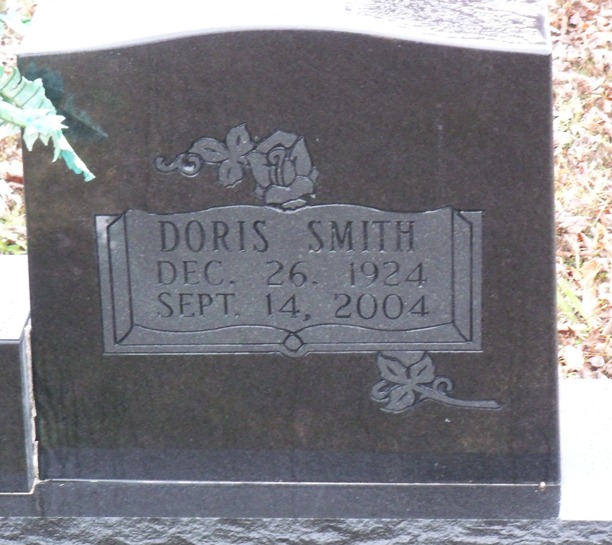 DORIS SMITH
DEC. 26. 1924
SEPT. 14, 2004